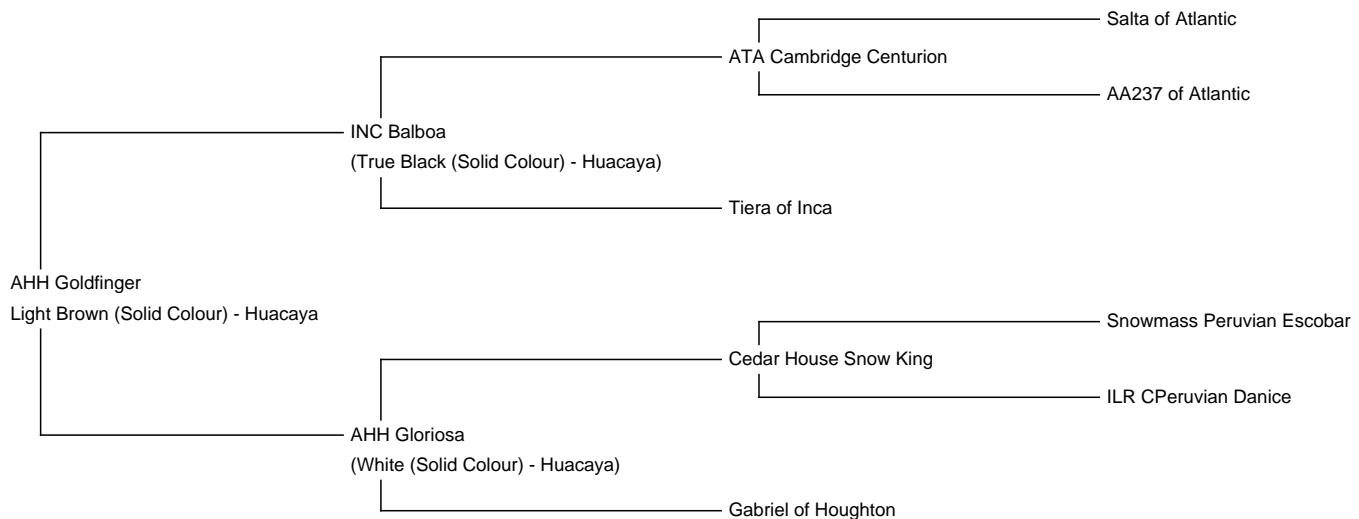 Salta of Atlantic
ATA Cambridge Centurion
AA237 of Atlantic
INC Balboa
(True Black (Solid Colour) - Huacaya)
Tiera of Inca
AHH Goldfinger
Light Brown (Solid Colour) - Huacaya
Snowmass Peruvian Escobar
Cedar House Snow King
ILR CPeruvian Danice
AHH Gloriosa
(White (Solid Colour) - Huacaya)
Gabriel of Houghton